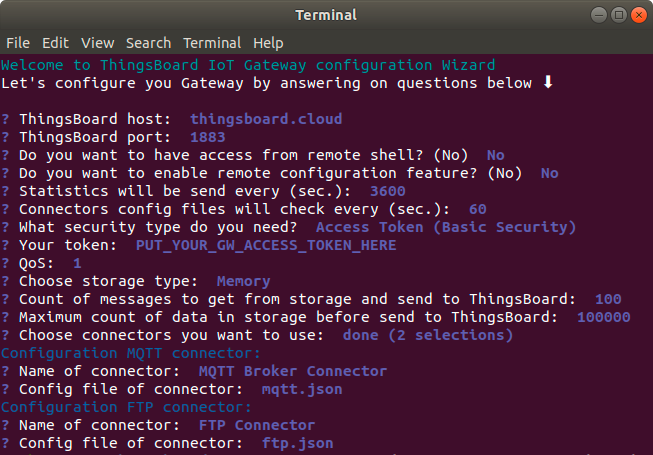 Terminal
File Edit View Search Terminal Help
Welcome to ThingsBoard IoT Gateway configuration Wizard
Let's configure you Gateway by answering on questions below ⬇
? ThingsBoard host:  thingsboard.cloud
? ThingsBoard port:  1883
? Do you want to have access from remote shell? (No)  No
? Do you want to enable remote configuration feature? (No)  No
? Statistics will be send every (sec.):  3600
? Connectors config files will check every (sec.):  60
? What security type do you need?  Access Token (Basic Security)
? Your token:  PUT_YOUR_GW_ACCESS_TOKEN_HERE
? QoS:  1
? Choose storage type:  Memory
? Count of messages to get from storage and send to ThingsBoard:  100
? Maximum count of data in storage before send to ThingsBoard:  100000
? Choose connectors you want to use:  done (2 selections)
Configuration MQTT connector:
? Name of connector:  MQTT Broker Connector
? Config file of connector:  mqtt.json
Configuration FTP connector:
? Name of connector:  FTP Connector
? Config file of connector:  ftp.json